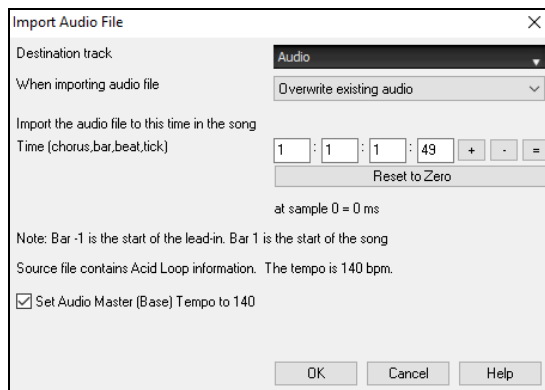 Import Audio File
Destination track
Audio
When importing audio file
Overwrite existing audio
Import the audio file to this time in the song
Time (chorus,bar,beat,tick)
1 : 1 : 1 : 49 + - =
Reset to Zero
at sample 0 = 0 ms
Note: Bar -1 is the start of the lead-in. Bar 1 is the start of the song
Source file contains Acid Loop information. The tempo is 140 bpm.
Set Audio Master (Base) Tempo to 140
OK Cancel Help